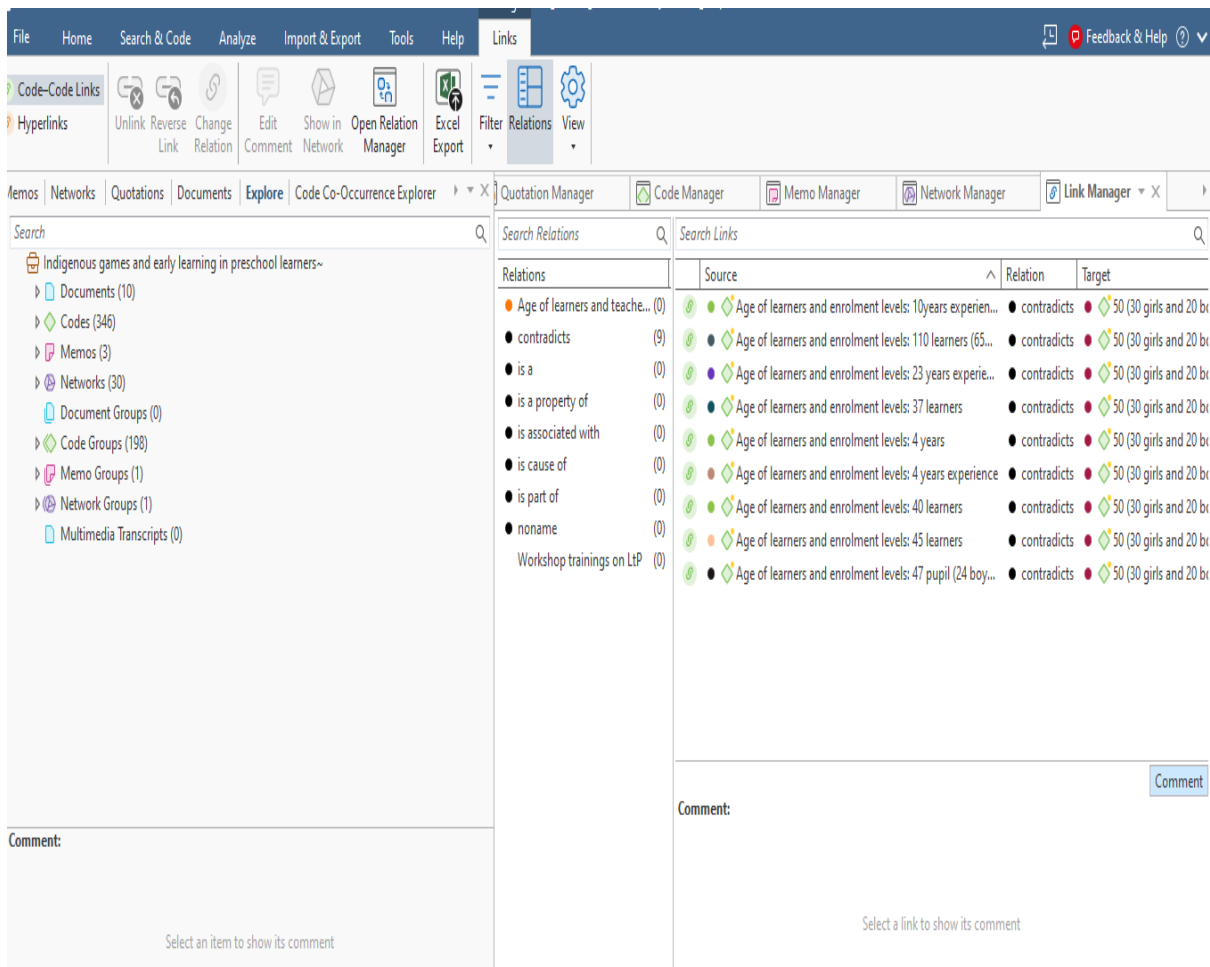 File Home Search & Code Analyze Import & Export Tools Help Links Feedback & Help
Code–Code Links
Hyperlinks
Unlink Reverse Link Change Relation Edit Comment Show in Network Open Relation Manager Excel Export Filter Relations View
Memos Networks Quotations Documents Explore Code Co-Occurrence Explorer
Search
Indigenous games and early learning in preschool learners~
Documents (10)
Codes (346)
Memos (3)
Networks (30)
Document Groups (0)
Code Groups (198)
Memo Groups (1)
Network Groups (1)
Multimedia Transcripts (0)
Comment:
Select an item to show its comment
Quotation Manager Code Manager Memo Manager Network Manager Link Manager
Search Relations
Relations
Age of learners and teache... (0)
contradicts (9)
is a (0)
is a property of (0)
is associated with (0)
is cause of (0)
is part of (0)
noname (0)
Workshop trainings on LtP (0)
Search Links
Source Relation Target
Age of learners and enrolment levels: 10years experien... contradicts 50 (30 girls and 20 bo
Age of learners and enrolment levels: 110 learners (65... contradicts 50 (30 girls and 20 bo
Age of learners and enrolment levels: 23 years experie... contradicts 50 (30 girls and 20 bo
Age of learners and enrolment levels: 37 learners contradicts 50 (30 girls and 20 bo
Age of learners and enrolment levels: 4 years contradicts 50 (30 girls and 20 bo
Age of learners and enrolment levels: 4 years experience contradicts 50 (30 girls and 20 bo
Age of learners and enrolment levels: 40 learners contradicts 50 (30 girls and 20 bo
Age of learners and enrolment levels: 45 learners contradicts 50 (30 girls and 20 bo
Age of learners and enrolment levels: 47 pupil (24 boy... contradicts 50 (30 girls and 20 bo
Comment
Comment:
Select a link to show its comment